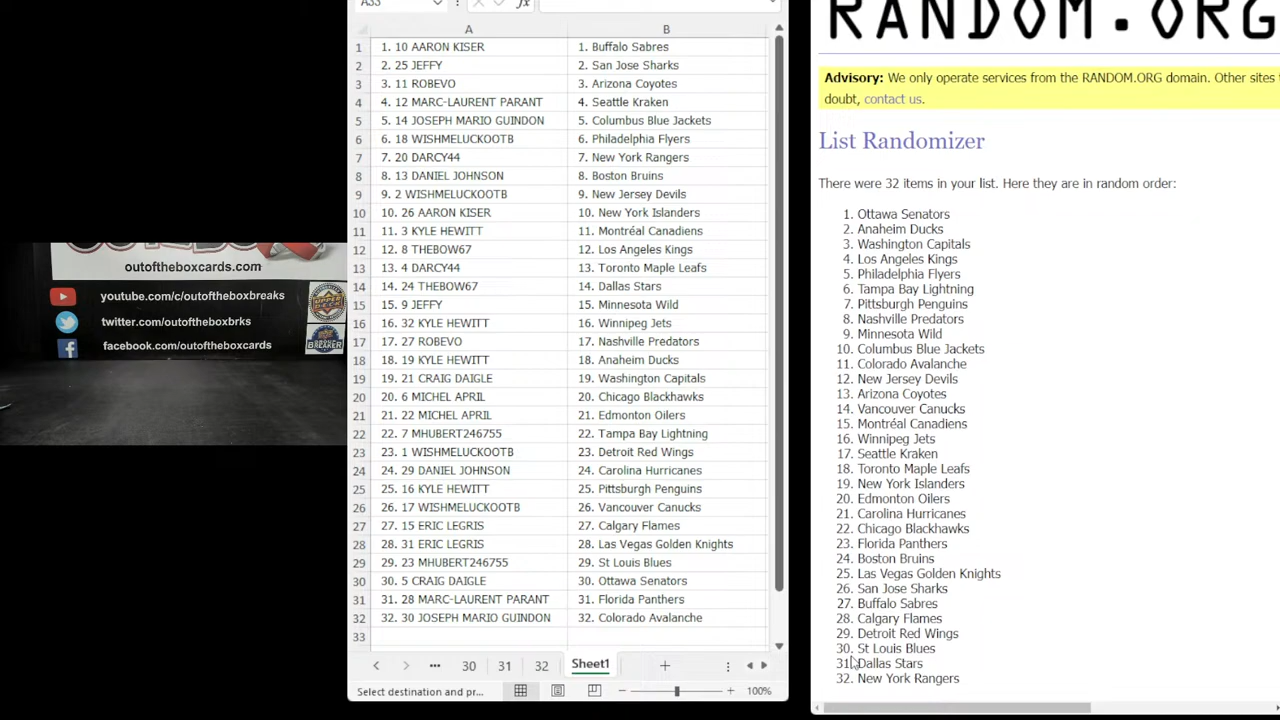 outoftheboxcards.com
youtube.com/c/outoftheboxbreaks
twitter.com/outoftheboxbrks
facebook.com/outoftheboxcards
A33
fx
A B
1 1. 10 AARON KISER 1. Buffalo Sabres
2 2. 25 JEFFY 2. San Jose Sharks
3 3. 11 ROBEVO 3. Arizona Coyotes
4 4. 12 MARC-LAURENT PARANT 4. Seattle Kraken
5 5. 14 JOSEPH MARIO GUINDON 5. Columbus Blue Jackets
6 6. 18 WISHMELUCKOOTB 6. Philadelphia Flyers
7 7. 20 DARCY44 7. New York Rangers
8 8. 13 DANIEL JOHNSON 8. Boston Bruins
9 9. 2 WISHMELUCKOOTB 9. New Jersey Devils
10 10. 26 AARON KISER 10. New York Islanders
11 11. 3 KYLE HEWITT 11. Montréal Canadiens
12 12. 8 THEBOW67 12. Los Angeles Kings
13 13. 4 DARCY44 13. Toronto Maple Leafs
14 14. 24 THEBOW67 14. Dallas Stars
15 15. 9 JEFFY 15. Minnesota Wild
16 16. 32 KYLE HEWITT 16. Winnipeg Jets
17 17. 27 ROBEVO 17. Nashville Predators
18 18. 19 KYLE HEWITT 18. Anaheim Ducks
19 19. 21 CRAIG DAIGLE 19. Washington Capitals
20 20. 6 MICHEL APRIL 20. Chicago Blackhawks
21 21. 22 MICHEL APRIL 21. Edmonton Oilers
22 22. 7 MHUBERT246755 22. Tampa Bay Lightning
23 23. 1 WISHMELUCKOOTB 23. Detroit Red Wings
24 24. 29 DANIEL JOHNSON 24. Carolina Hurricanes
25 25. 16 KYLE HEWITT 25. Pittsburgh Penguins
26 26. 17 WISHMELUCKOOTB 26. Vancouver Canucks
27 27. 15 ERIC LEGRIS 27. Calgary Flames
28 28. 31 ERIC LEGRIS 28. Las Vegas Golden Knights
29 29. 23 MHUBERT246755 29. St Louis Blues
30 30. 5 CRAIG DAIGLE 30. Ottawa Senators
31 31. 28 MARC-LAURENT PARANT 31. Florida Panthers
32 32. 30 JOSEPH MARIO GUINDON 32. Colorado Avalanche
33
... 30 31 32 Sheet1
Select destination and pr... 100%
RANDOM.ORG
Advisory: We only operate services from the RANDOM.ORG domain. Other sites
doubt, contact us.
List Randomizer
There were 32 items in your list. Here they are in random order:
1. Ottawa Senators
2. Anaheim Ducks
3. Washington Capitals
4. Los Angeles Kings
5. Philadelphia Flyers
6. Tampa Bay Lightning
7. Pittsburgh Penguins
8. Nashville Predators
9. Minnesota Wild
10. Columbus Blue Jackets
11. Colorado Avalanche
12. New Jersey Devils
13. Arizona Coyotes
14. Vancouver Canucks
15. Montréal Canadiens
16. Winnipeg Jets
17. Seattle Kraken
18. Toronto Maple Leafs
19. New York Islanders
20. Edmonton Oilers
21. Carolina Hurricanes
22. Chicago Blackhawks
23. Florida Panthers
24. Boston Bruins
25. Las Vegas Golden Knights
26. San Jose Sharks
27. Buffalo Sabres
28. Calgary Flames
29. Detroit Red Wings
30. St Louis Blues
31. Dallas Stars
32. New York Rangers